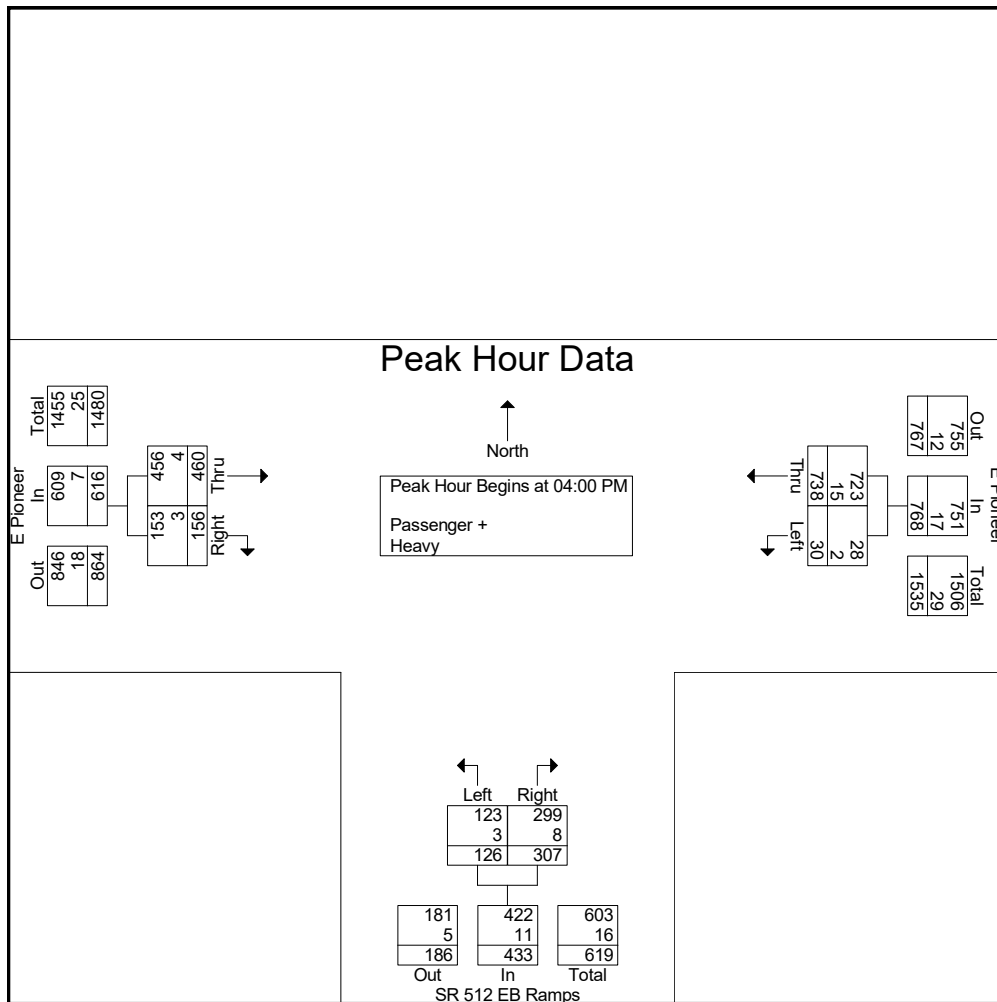 Peak Hour Data
North
Peak Hour Begins at 04:00 PM
Passenger +
Heavy
E Pioneer
Total
1455
25
1480
In
609
7
616
Out
846
18
864
456
4
460
Thru
153
3
156
Right
Out
755
12
767
In
751
17
768
Total
1506
29
1535
E Pioneer
723
15
738
Thru
28
2
30
Left
Left Right
123 299
3 8
126 307
181 422 603
5 11 16
186 433 619
Out In Total
SR 512 EB Ramps